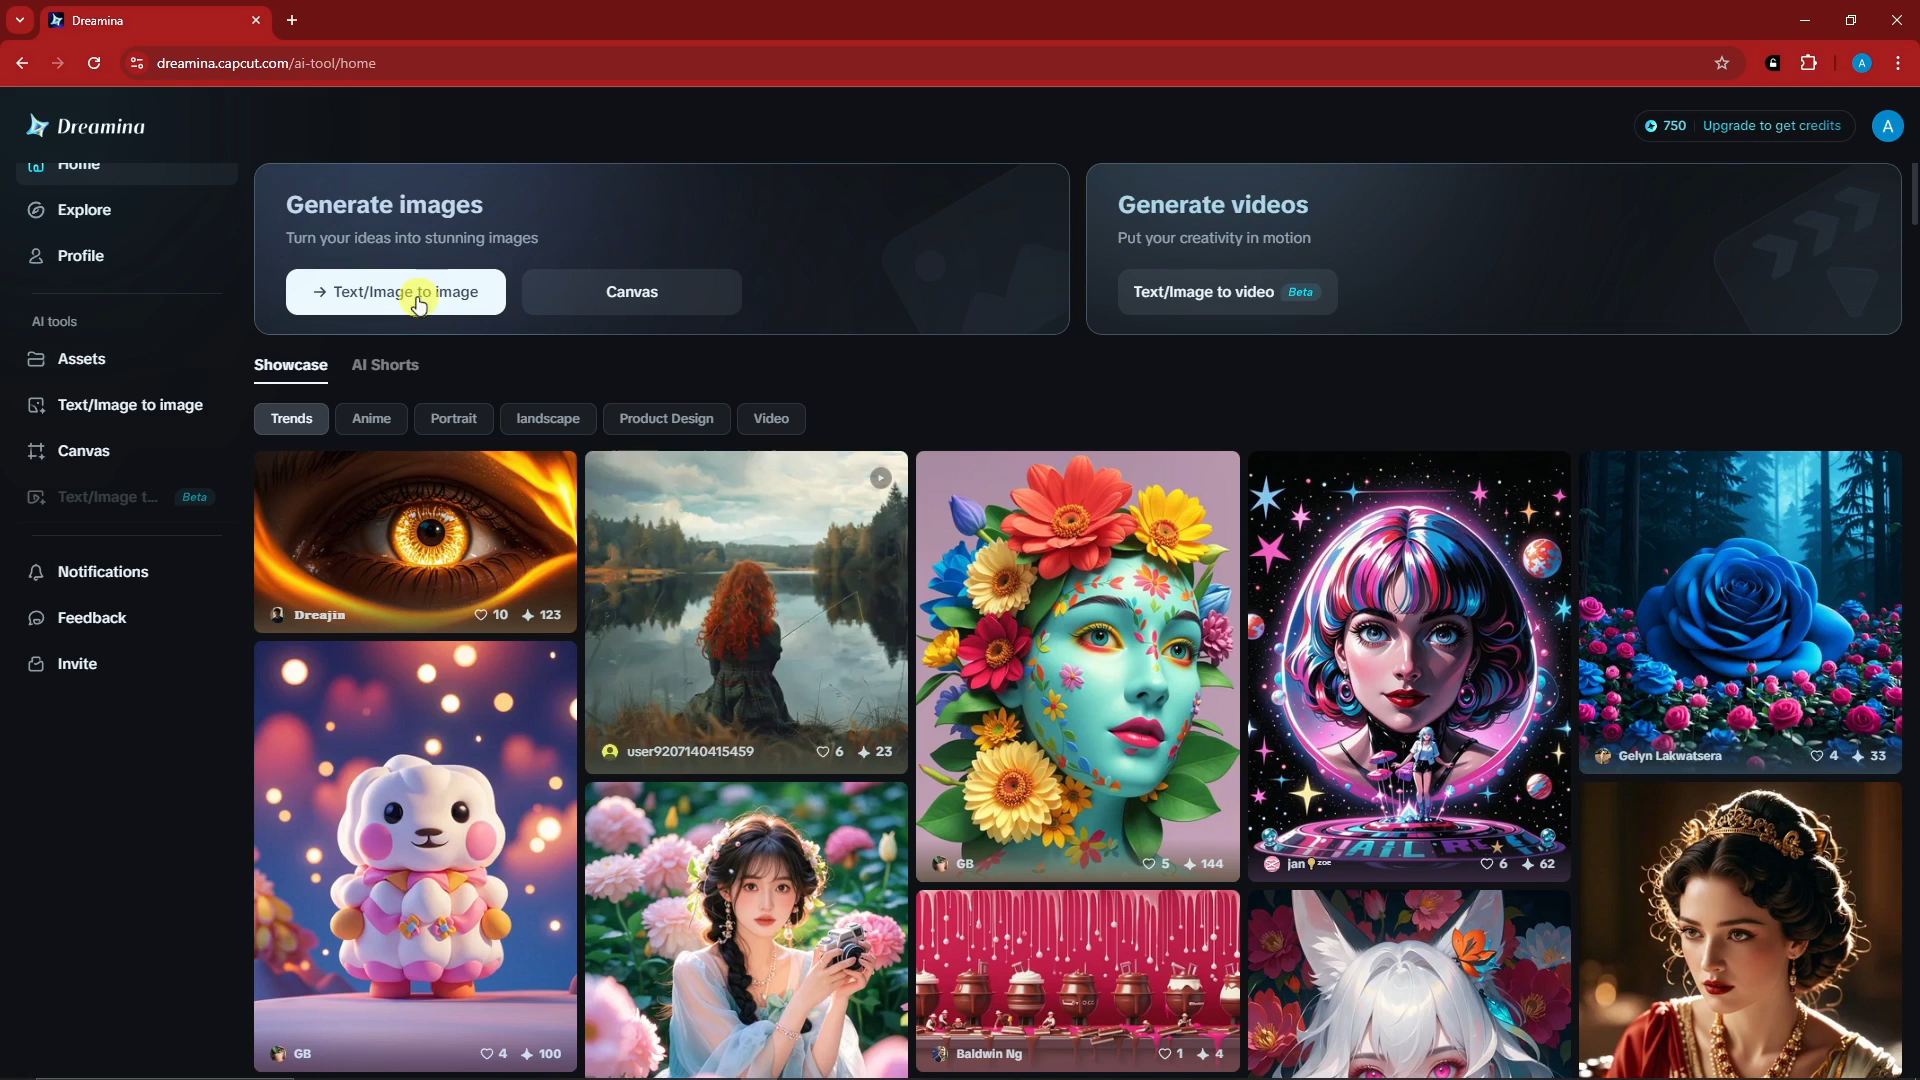 Dreamina
dreamina.capcut.com/ai-tool/home
A
Dreamina
750 Upgrade to get credits
A
Home
Explore
Profile
AI tools
Assets
Text/Image to image
Canvas
Text/Image t... Beta
Notifications
Feedback
Invite
Generate images
Turn your ideas into stunning images
Text/Image to image
Canvas
Generate videos
Put your creativity in motion
Text/Image to video Beta
Showcase AI Shorts
Trends Anime Portrait landscape Product Design Video
Dreajin 10 123
user9207140415459 6 23
GB 5 144
jan ZOE 6 62
Gelyn Lakwatsera 4 33
GB 4 100
Baldwin Ng 1 4